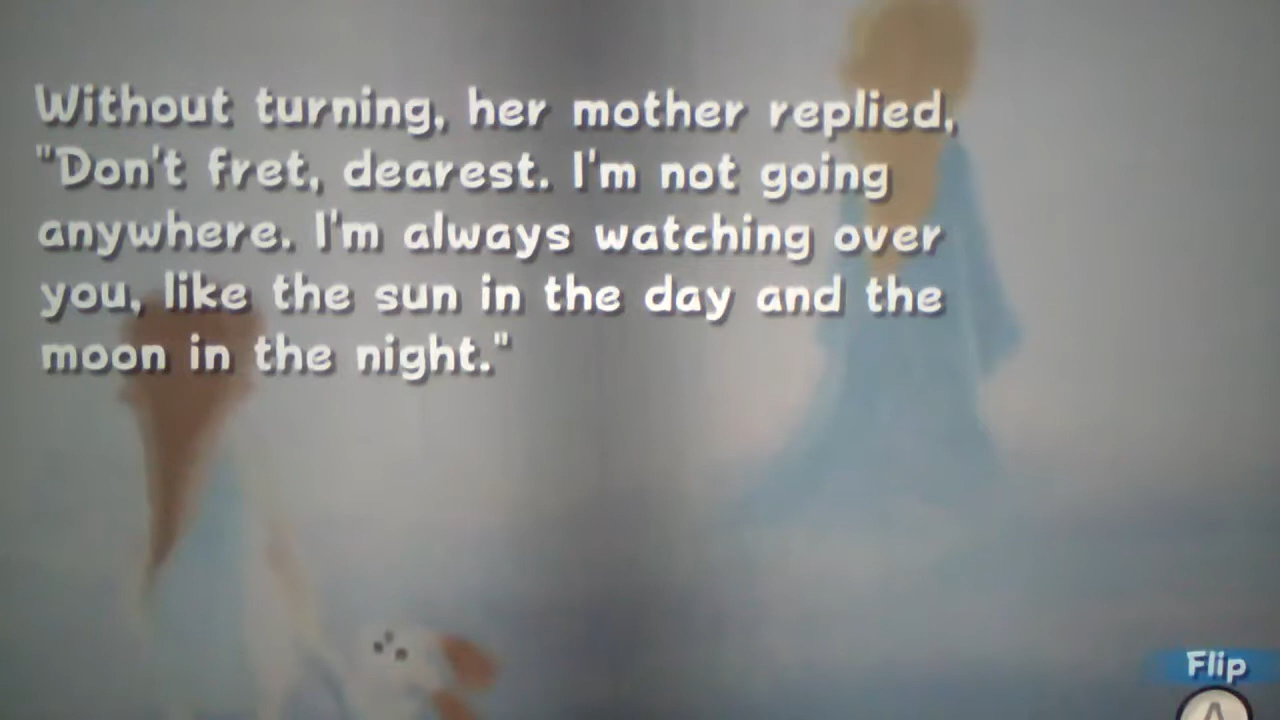 Without turning, her mother replied,
"Don't fret, dearest. I'm not going
anywhere. I'm always watching over
you, like the sun in the day and the
moon in the night."
Flip
A